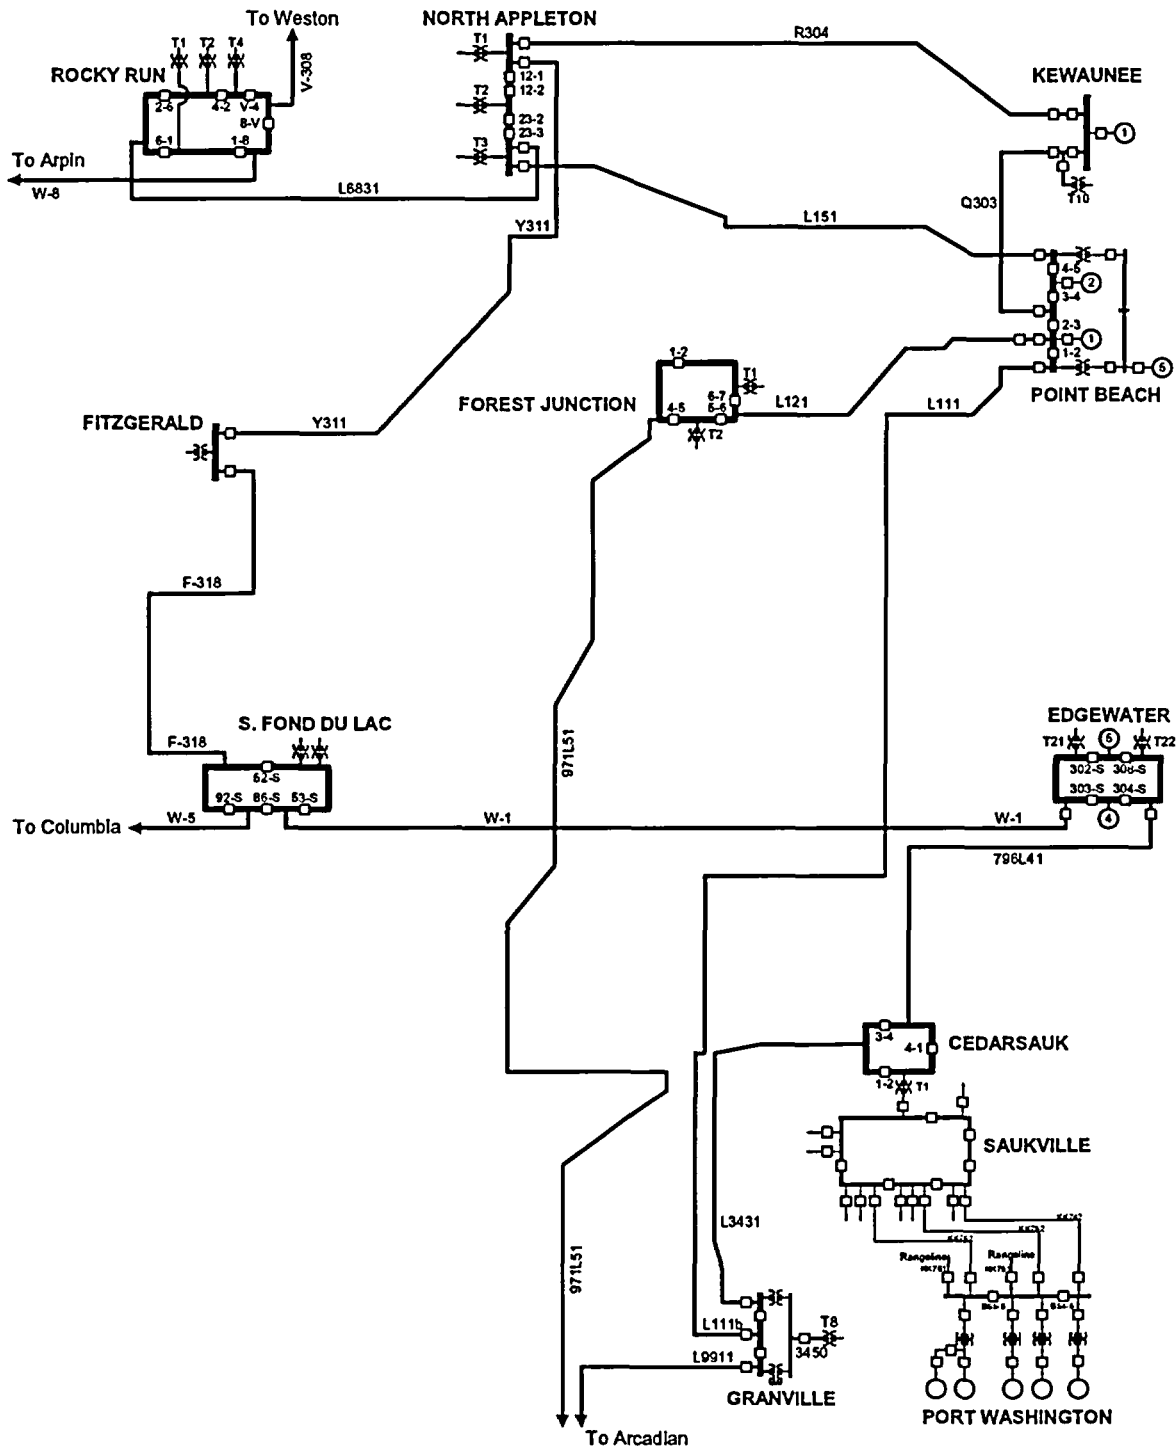 To Weston
NORTH APPLETON
T1
T2
T4
T1
R304
ROCKY RUN
V-308
KEWAUNEE
12-1
12-2
2-6
4-2
V-4
8-V
T2
23-2
23-3
1
6-1
1-8
T3
To Arpin
W-8
L6831
T10
Q303
Y311
L151
4-5
2
3-4
2-3
1
1-2
5
POINT BEACH
1-2
T1
6-7
FOREST JUNCTION
4-5
5-6
L121
L111
T2
FITZGERALD
Y311
F-318
S. FOND DU LAC
EDGEWATER
F-318
971L51
T21
5
T22
52-S
302-S
308-S
92-S
86-S
53-S
303-S
304-S
To Columbia
W-5
W-1
W-1
4
796L41
3-4
4-1
CEDARSAUK
1-2
T1
SAUKVILLE
L3431
971L51
Rangeline
Rangeline
L111b
T8
3450
L9911
GRANVILLE
PORT WASHINGTON
To Arcadian